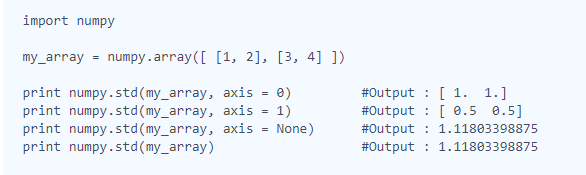 import numpy
my_array = numpy.array([ [1, 2], [3, 4] ])
print numpy.std(my_array, axis = 0)         #Output : [ 1.  1.]
print numpy.std(my_array, axis = 1)         #Output : [ 0.5  0.5]
print numpy.std(my_array, axis = None)      #Output : 1.11803398875
print numpy.std(my_array)                   #Output : 1.11803398875